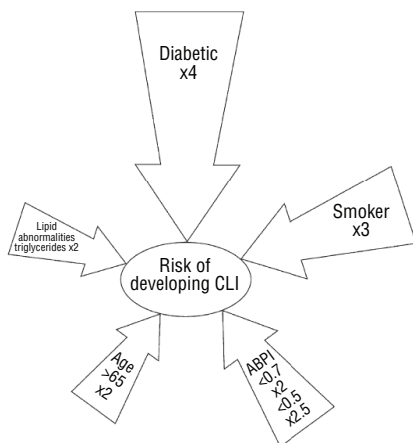 Diabetic
x4
Lipid
abnormalities
triglycerides x2
Smoker
x3
Risk of
developing CLI
Age
>65
x2
ABPI
<0.7
x2
<0.5
x2.5